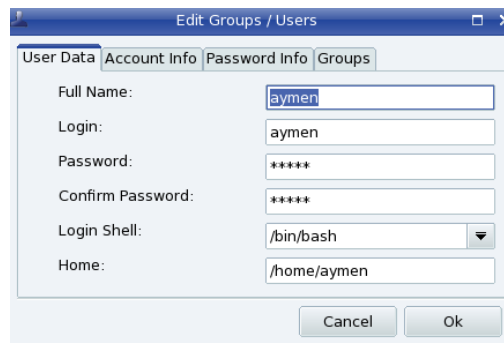 Edit Groups / Users
User Data Account Info Password Info Groups
Full Name: aymen
Login: aymen
Password: *****
Confirm Password: *****
Login Shell: /bin/bash
Home: /home/aymen
Cancel Ok